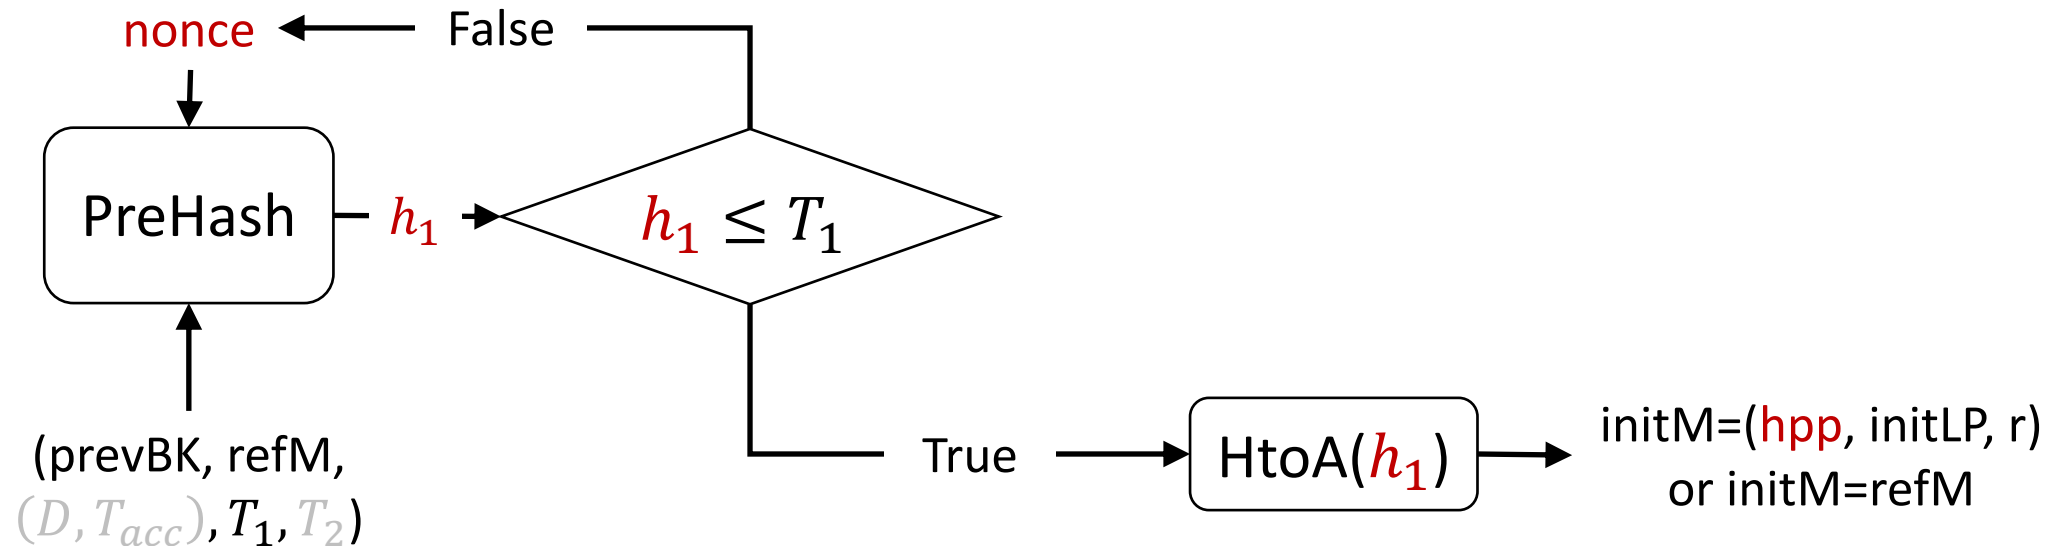 nonce
False
PreHash
h₁
h₁ ≤ T₁
(prevBK, refM,
(D, T_acc), T₁, T₂)
True
HtoA(h₁)
initM=(hpp, initLP, r)
or initM=refM